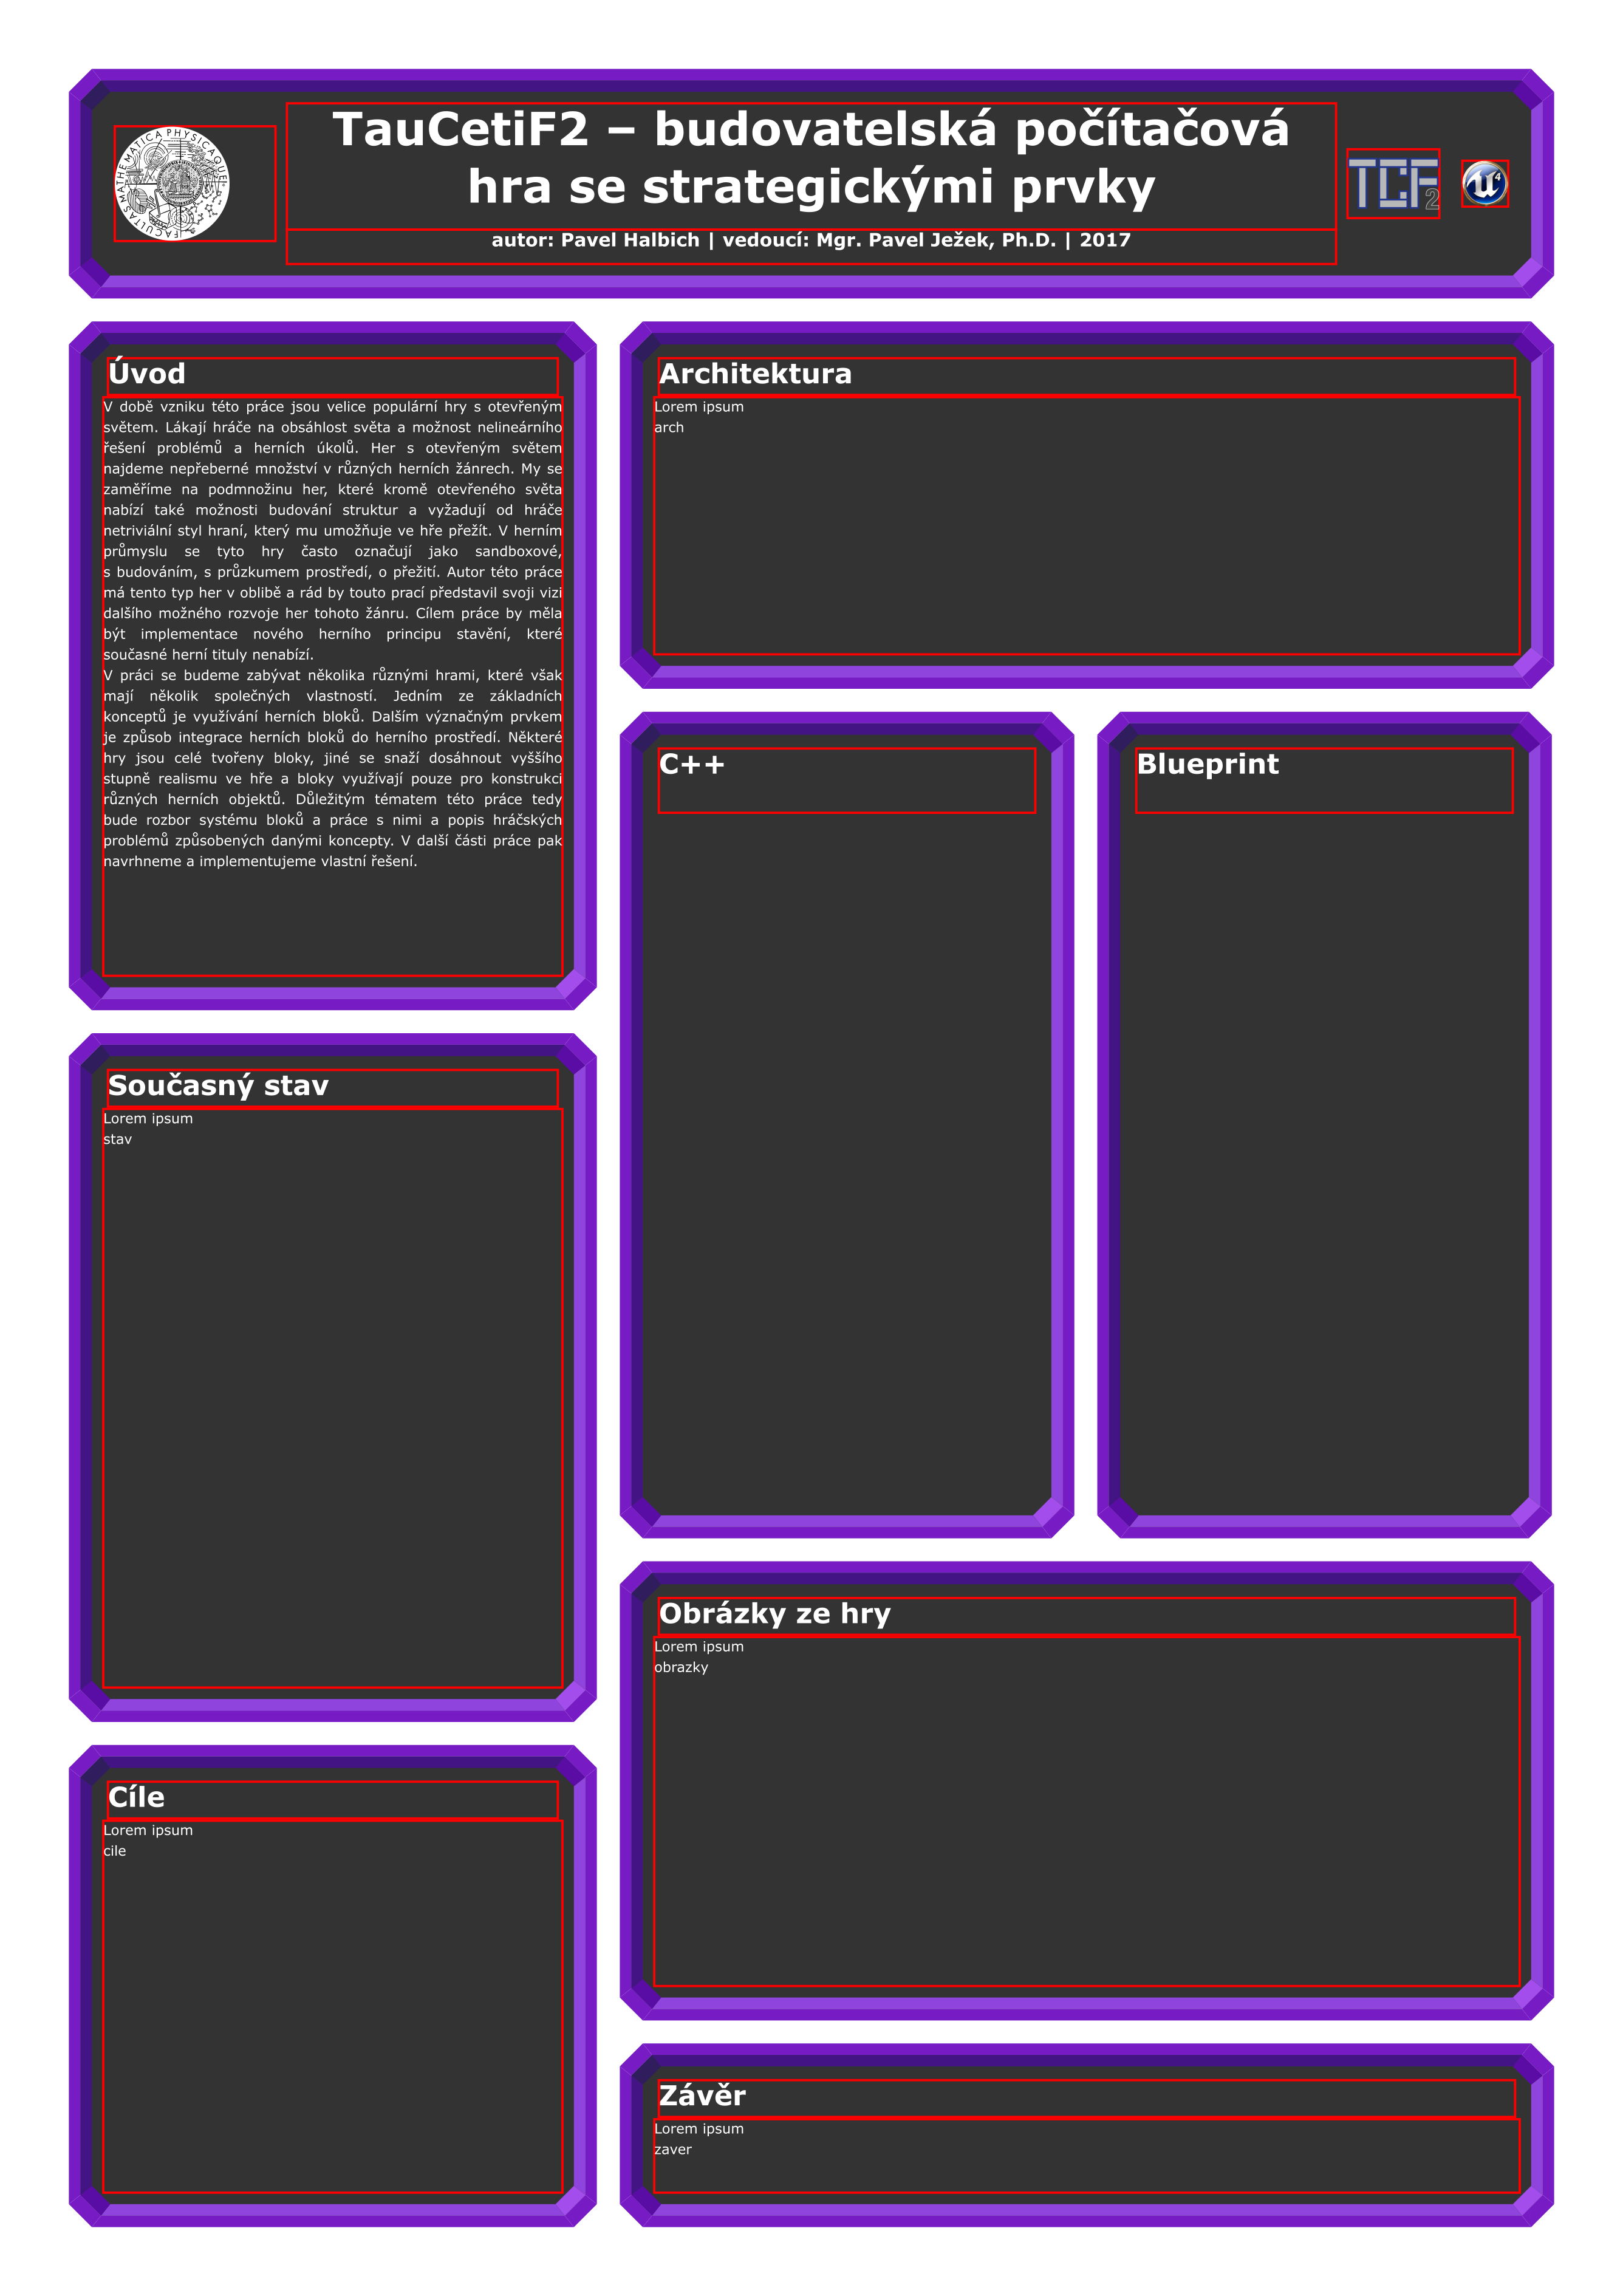 TauCetiF2 – budovatelská počítačová
hra se strategickými prvky
autor: Pavel Halbich | vedoucí: Mgr. Pavel Ježek, Ph.D. | 2017
MATHEMATICA PHYSICAQUE
FACULTAS
TCF2
u4
Úvod
V době vzniku této práce jsou velice populární hry s otevřeným
světem. Lákají hráče na obsáhlost světa a možnost nelineárního
řešení problémů a herních úkolů. Her s otevřeným světem
najdeme nepřeberné množství v různých herních žánrech. My se
zaměříme na podmnožinu her, které kromě otevřeného světa
nabízí také možnosti budování struktur a vyžadují od hráče
netriviální styl hraní, který mu umožňuje ve hře přežít. V herním
průmyslu se tyto hry často označují jako sandboxové,
s budováním, s průzkumem prostředí, o přežití. Autor této práce
má tento typ her v oblibě a rád by touto prací představil svoji vizi
dalšího možného rozvoje her tohoto žánru. Cílem práce by měla
být implementace nového herního principu stavění, které
současné herní tituly nenabízí.
V práci se budeme zabývat několika různými hrami, které však
mají několik společných vlastností. Jedním ze základních
konceptů je využívání herních bloků. Dalším význačným prvkem
je způsob integrace herních bloků do herního prostředí. Některé
hry jsou celé tvořeny bloky, jiné se snaží dosáhnout vyššího
stupně realismu ve hře a bloky využívají pouze pro konstrukci
různých herních objektů. Důležitým tématem této práce tedy
bude rozbor systému bloků a práce s nimi a popis hráčských
problémů způsobených danými koncepty. V další části práce pak
navrhneme a implementujeme vlastní řešení.
Současný stav
Lorem ipsum
stav
Cíle
Lorem ipsum
cile
Architektura
Lorem ipsum
arch
C++
Blueprint
Obrázky ze hry
Lorem ipsum
obrazky
Závěr
Lorem ipsum
zaver